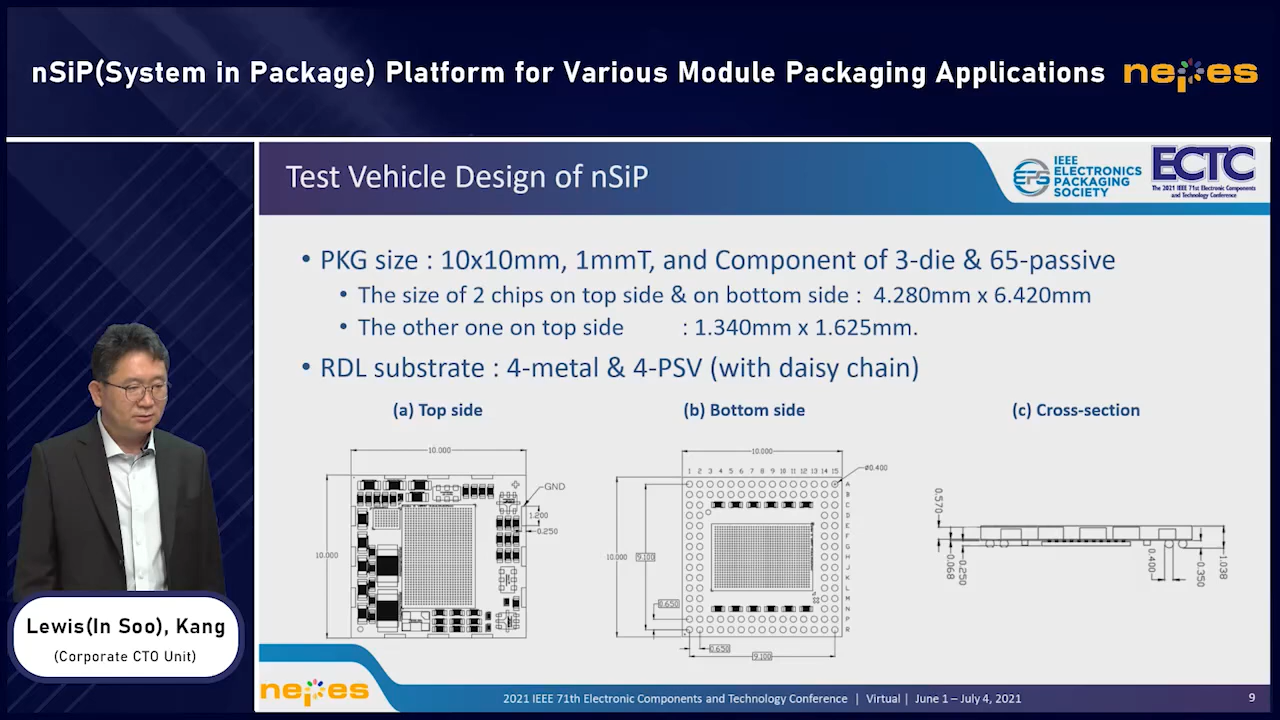 nSiP(System in Package) Platform for Various Module Packaging Applications nepes
Test Vehicle Design of nSiP
EPS IEEE ELECTRONICS PACKAGING SOCIETY
ECTC
The 2021 IEEE 71st Electronic Components and Technology Conference
• PKG size : 10x10mm, 1mmT, and Component of 3-die & 65-passive
• The size of 2 chips on top side & on bottom side : 4.280mm x 6.420mm
• The other one on top side : 1.340mm x 1.625mm.
• RDL substrate : 4-metal & 4-PSV (with daisy chain)
(a) Top side (b) Bottom side (c) Cross-section
10.000
GND
1.200
0.250
10.000
10.000
1 2 3 4 5 6 7 8 9 10 11 12 13 14 15
ø0.400
A
B
C
D
E
F
G
H
J
K
L
M
N
P
R
10.000
9.100
0.650
0.650
9.100
0.570
0.068
0.250
0.400
0.350
1.038
Lewis(In Soo), Kang
(Corporate CTO Unit)
nepes
2021 IEEE 71st Electronic Components and Technology Conference | Virtual | June 1 – July 4, 2021
9